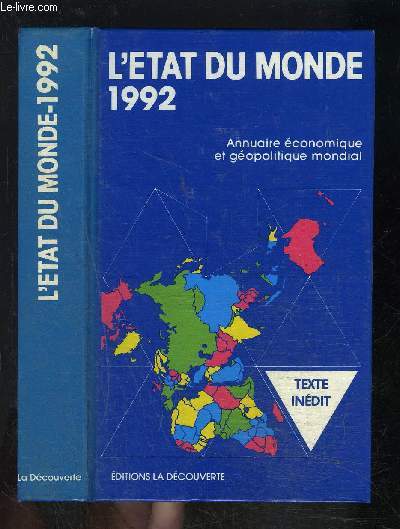 Le-livre.com
L'ETAT DU MONDE-1992
La Découverte
L'ETAT DU MONDE
1992
Annuaire économique
et géopolitique mondial
TEXTE
INÉDIT
ÉDITIONS LA DÉCOUVERTE